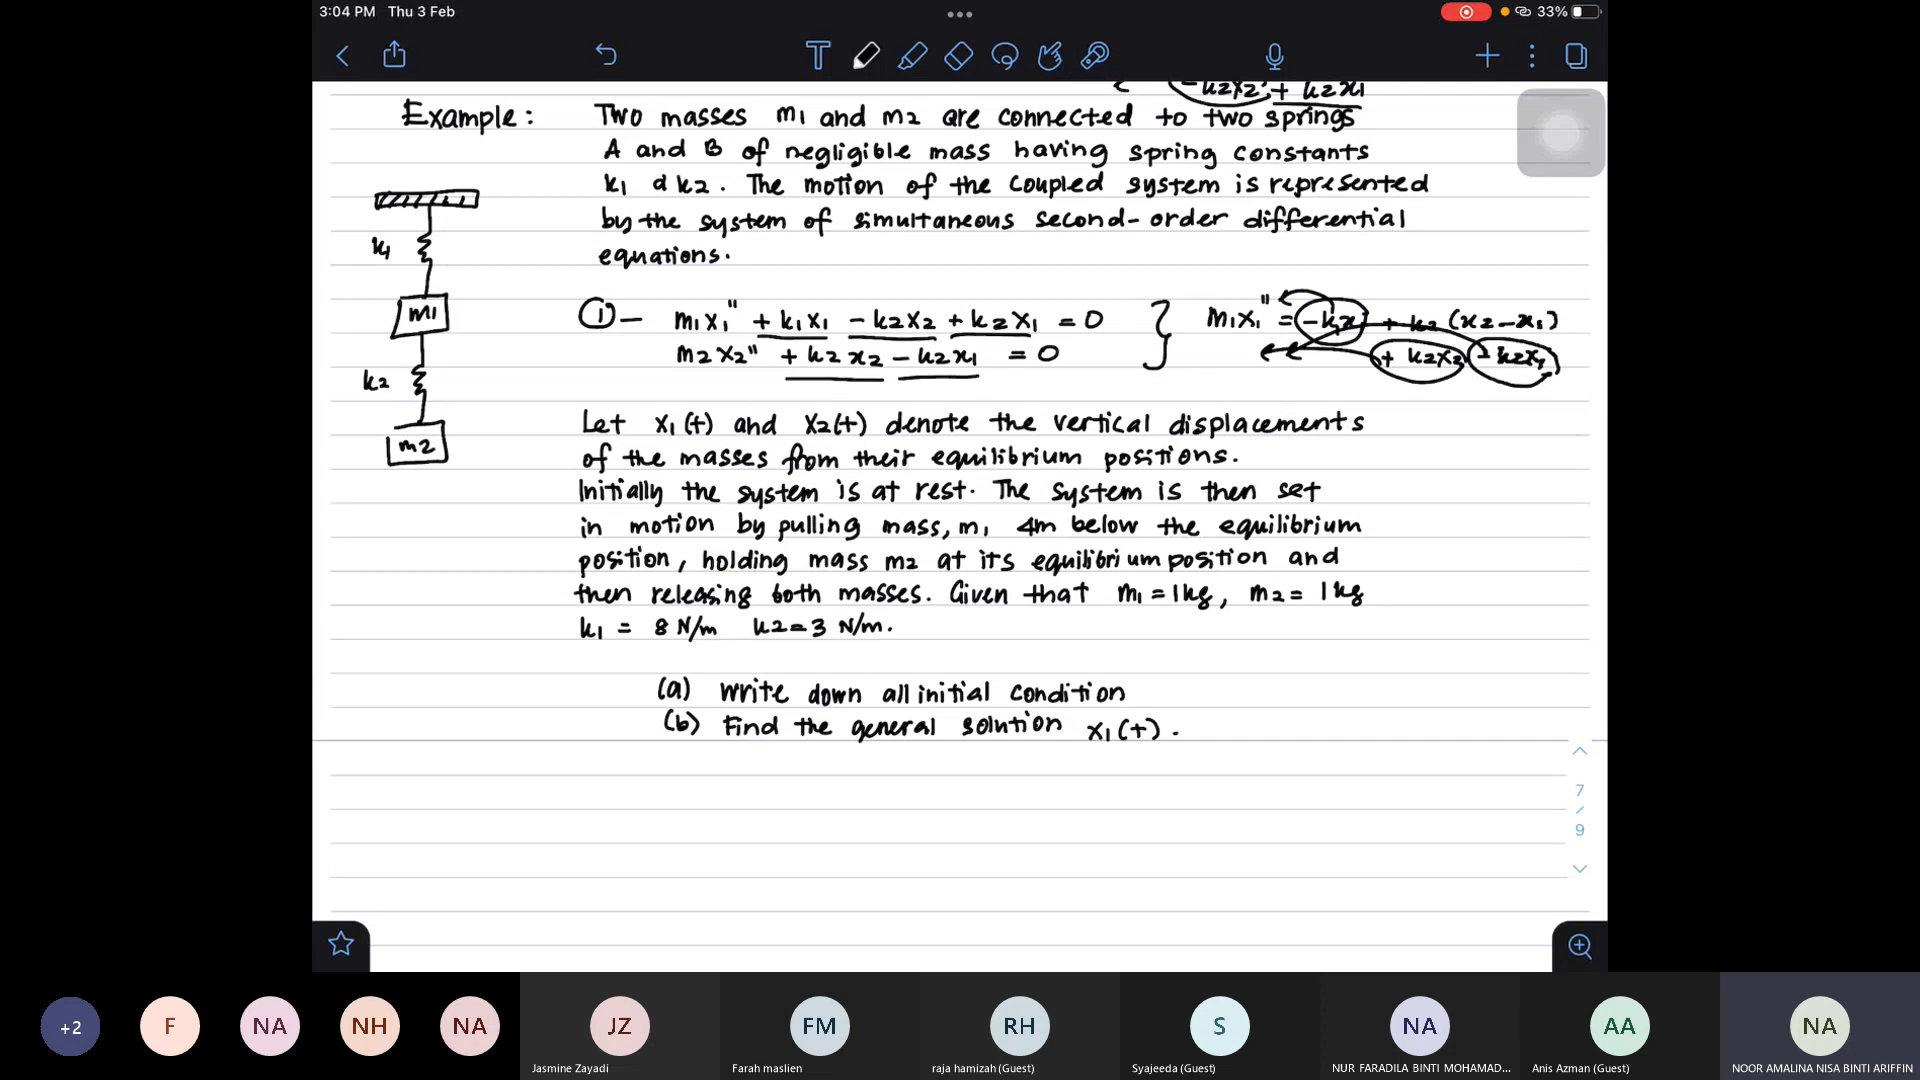 3:04 PM Thu 3 Feb
33%
-k2x2 + k2x1
Example: Two masses m1 and m2 are connected to two springs
A and B of negligible mass having spring constants
k1 d k2. The motion of the coupled system is represented
by the system of simultaneous second-order differential
equations.
k1
m1
k2
m2
① - m1x1" + k1x1 - k2x2 + k2x1 = 0
m2x2" + k2x2 - k2x1 = 0
m1x1" = -k1x1 + k2 (x2-x1)
+ k2x2 - k2x1
Let x1(t) and x2(t) denote the vertical displacements
of the masses from their equilibrium positions.
Initially the system is at rest. The system is then set
in motion by pulling mass, m1 4m below the equilibrium
position, holding mass m2 at its equilibrium position and
then releasing both masses. Given that m1 = 1kg, m2 = 1kg
k1 = 8 N/m k2 = 3 N/m.
(a) Write down all initial condition
(b) Find the general solution x1(t).
7
/
9
+2
F
NA
NH
NA
JZ
Jasmine Zayadi
FM
Farah maslien
RH
raja hamizah (Guest)
S
Syajeeda (Guest)
NA
NUR FARADILA BINTI MOHAMAD...
AA
Anis Azman (Guest)
NA
NOOR AMALINA NISA BINTI ARIFFIN